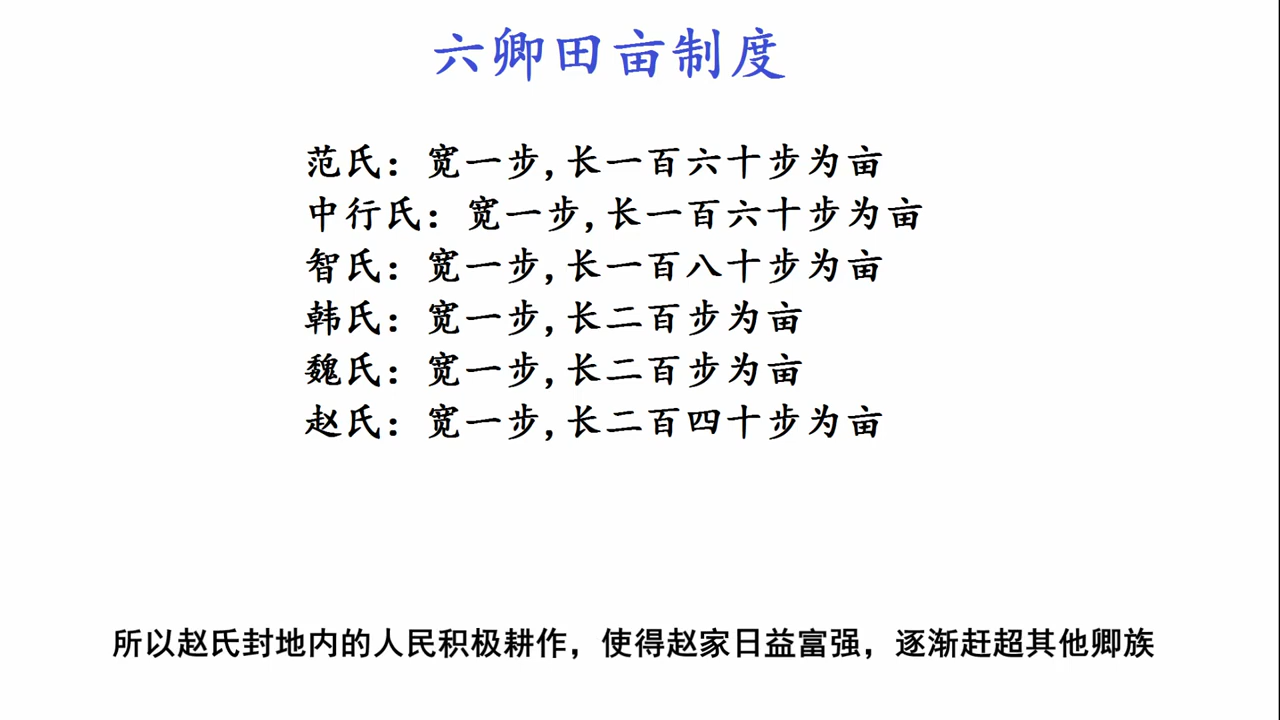 六卿田亩制度
范氏：宽一步,长一百六十步为亩
中行氏：宽一步,长一百六十步为亩
智氏：宽一步,长一百八十步为亩
韩氏：宽一步,长二百步为亩
魏氏：宽一步,长二百步为亩
赵氏：宽一步,长二百四十步为亩
所以赵氏封地内的人民积极耕作，使得赵家日益富强，逐渐赶超其他卿族